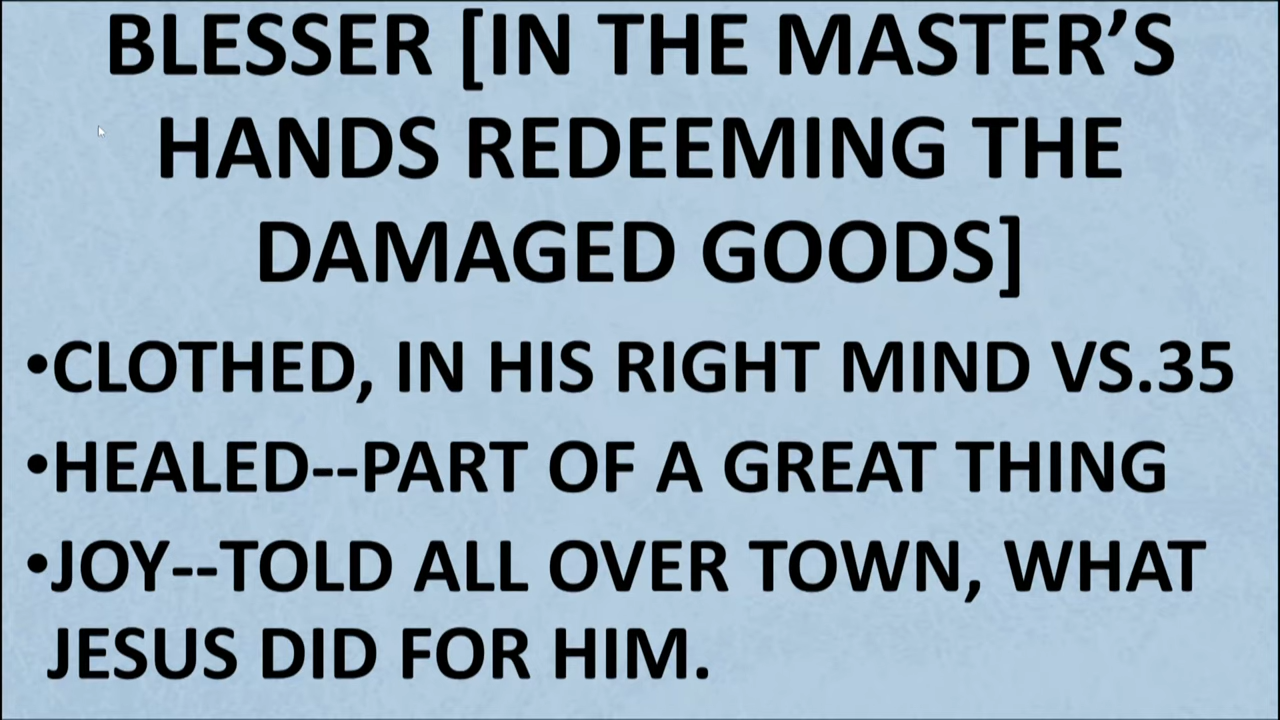 BLESSER [IN THE MASTER’S
HANDS REDEEMING THE
DAMAGED GOODS]
•CLOTHED, IN HIS RIGHT MIND VS.35
•HEALED--PART OF A GREAT THING
•JOY--TOLD ALL OVER TOWN, WHAT
JESUS DID FOR HIM.